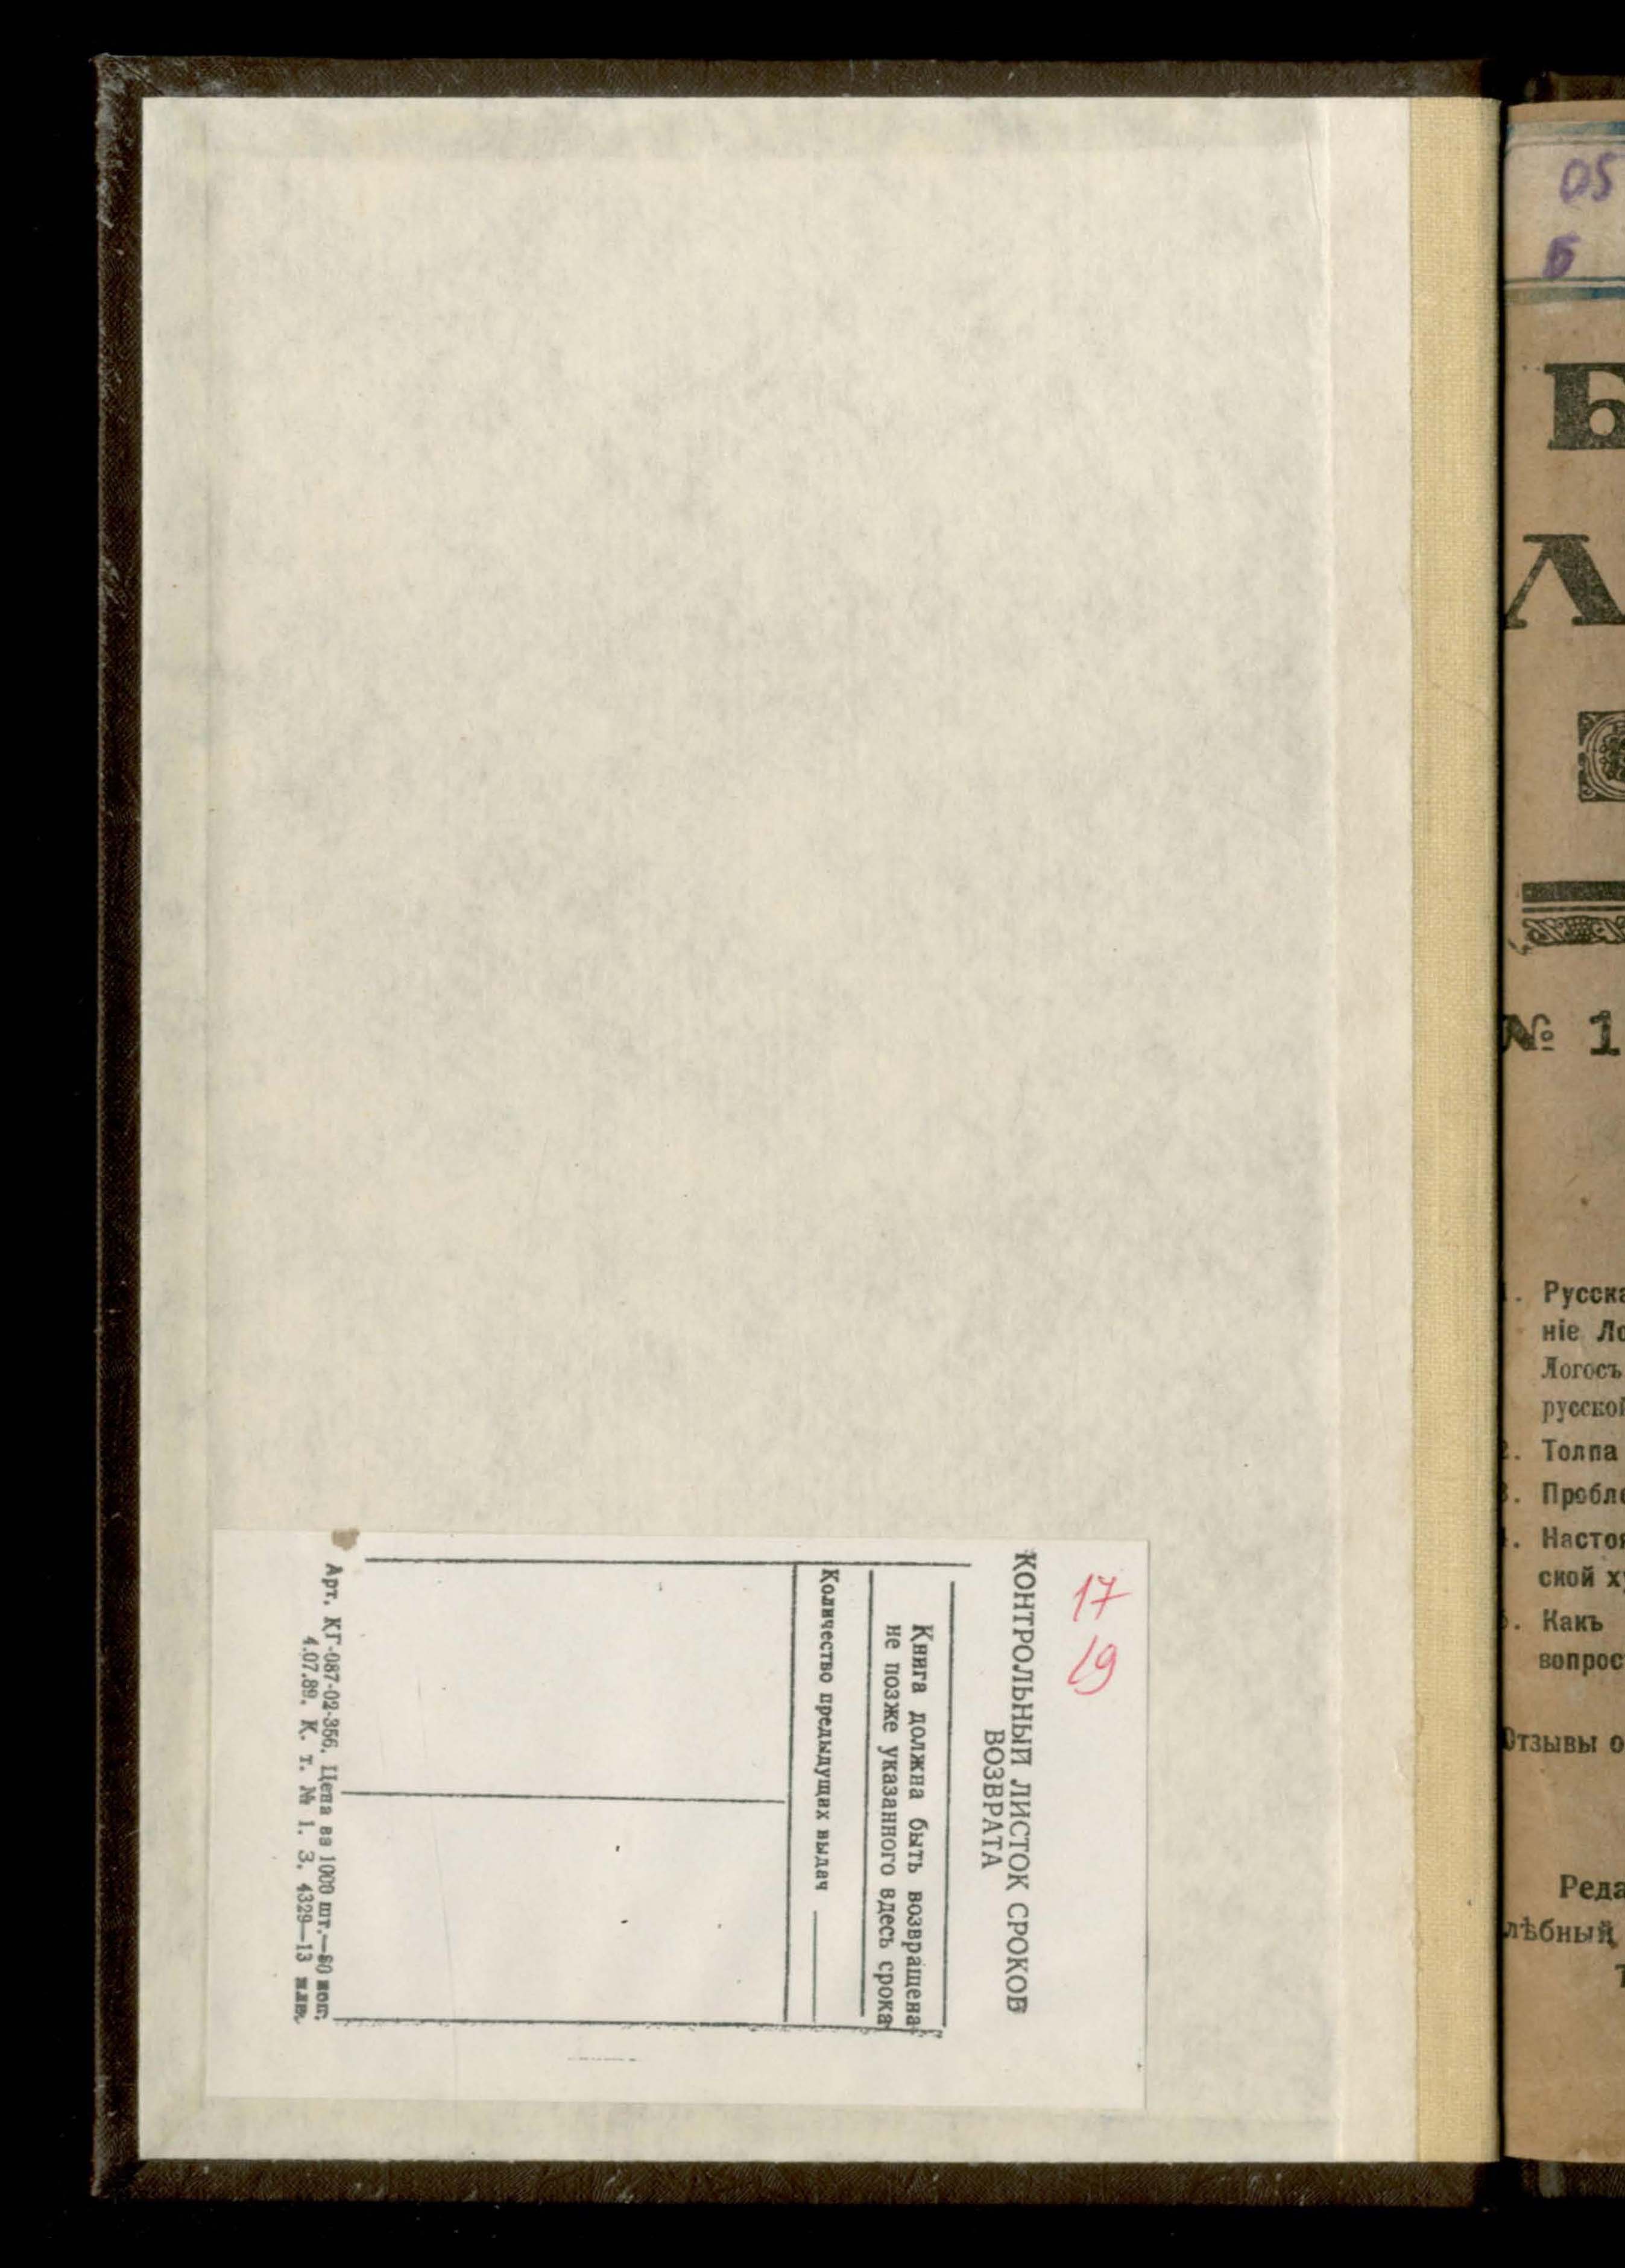 17
19
КОНТРОЛЬНЫЙ ЛИСТОК СРОКОВ
ВОЗВРАТА
Книга должна быть возвращена
не позже указанного здесь срока
Количество предыдущих выдач
Арт. КГ-087-02-356. Цена за 1000 шт.—80 коп.
4.07.89. К. т. № 1. З. 4329—13 млн.
05
Б
Б
Л
№ 1
Русска
ніе Ло
Логосъ
русской
Толпа
Пробле
Настоя
ской ху
Какъ
вопрос
Отзывы о
Реда
лѣбный
Т